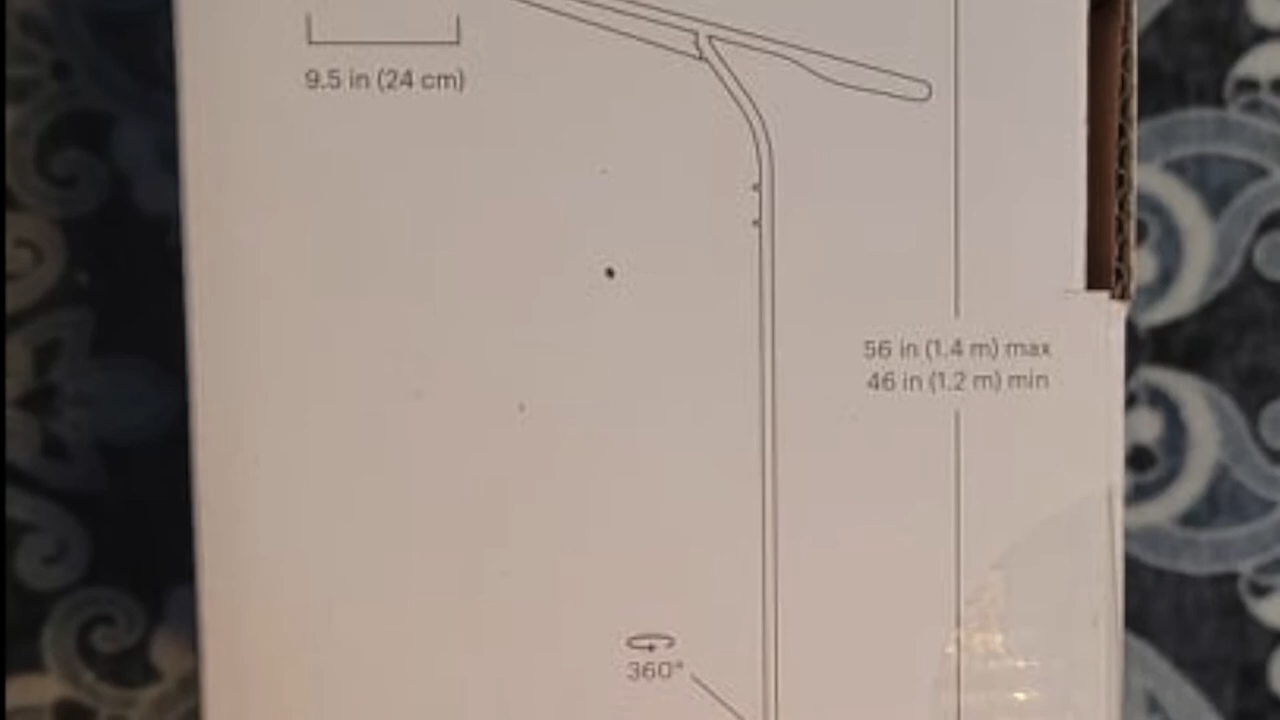 9.5 in (24 cm)
56 in (1.4 m) max
46 in (1.2 m) min
360°